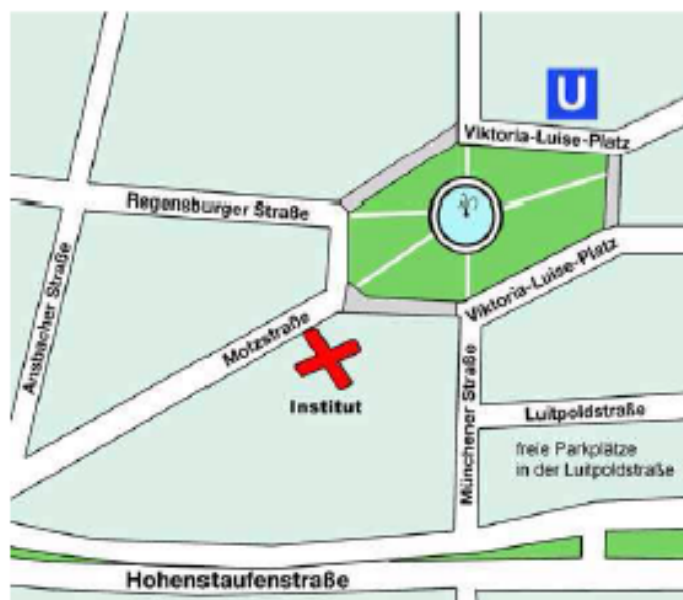 U
Viktoria-Luise-Platz
Regensburger Straße
Ansbacher Straße
Viktoria-Luise-Platz
Motzstraße
Münchener Straße
Institut
Luitpoldstraße
freie Parkplätze
in der Luitpoldstraße
Hohenstaufenstraße